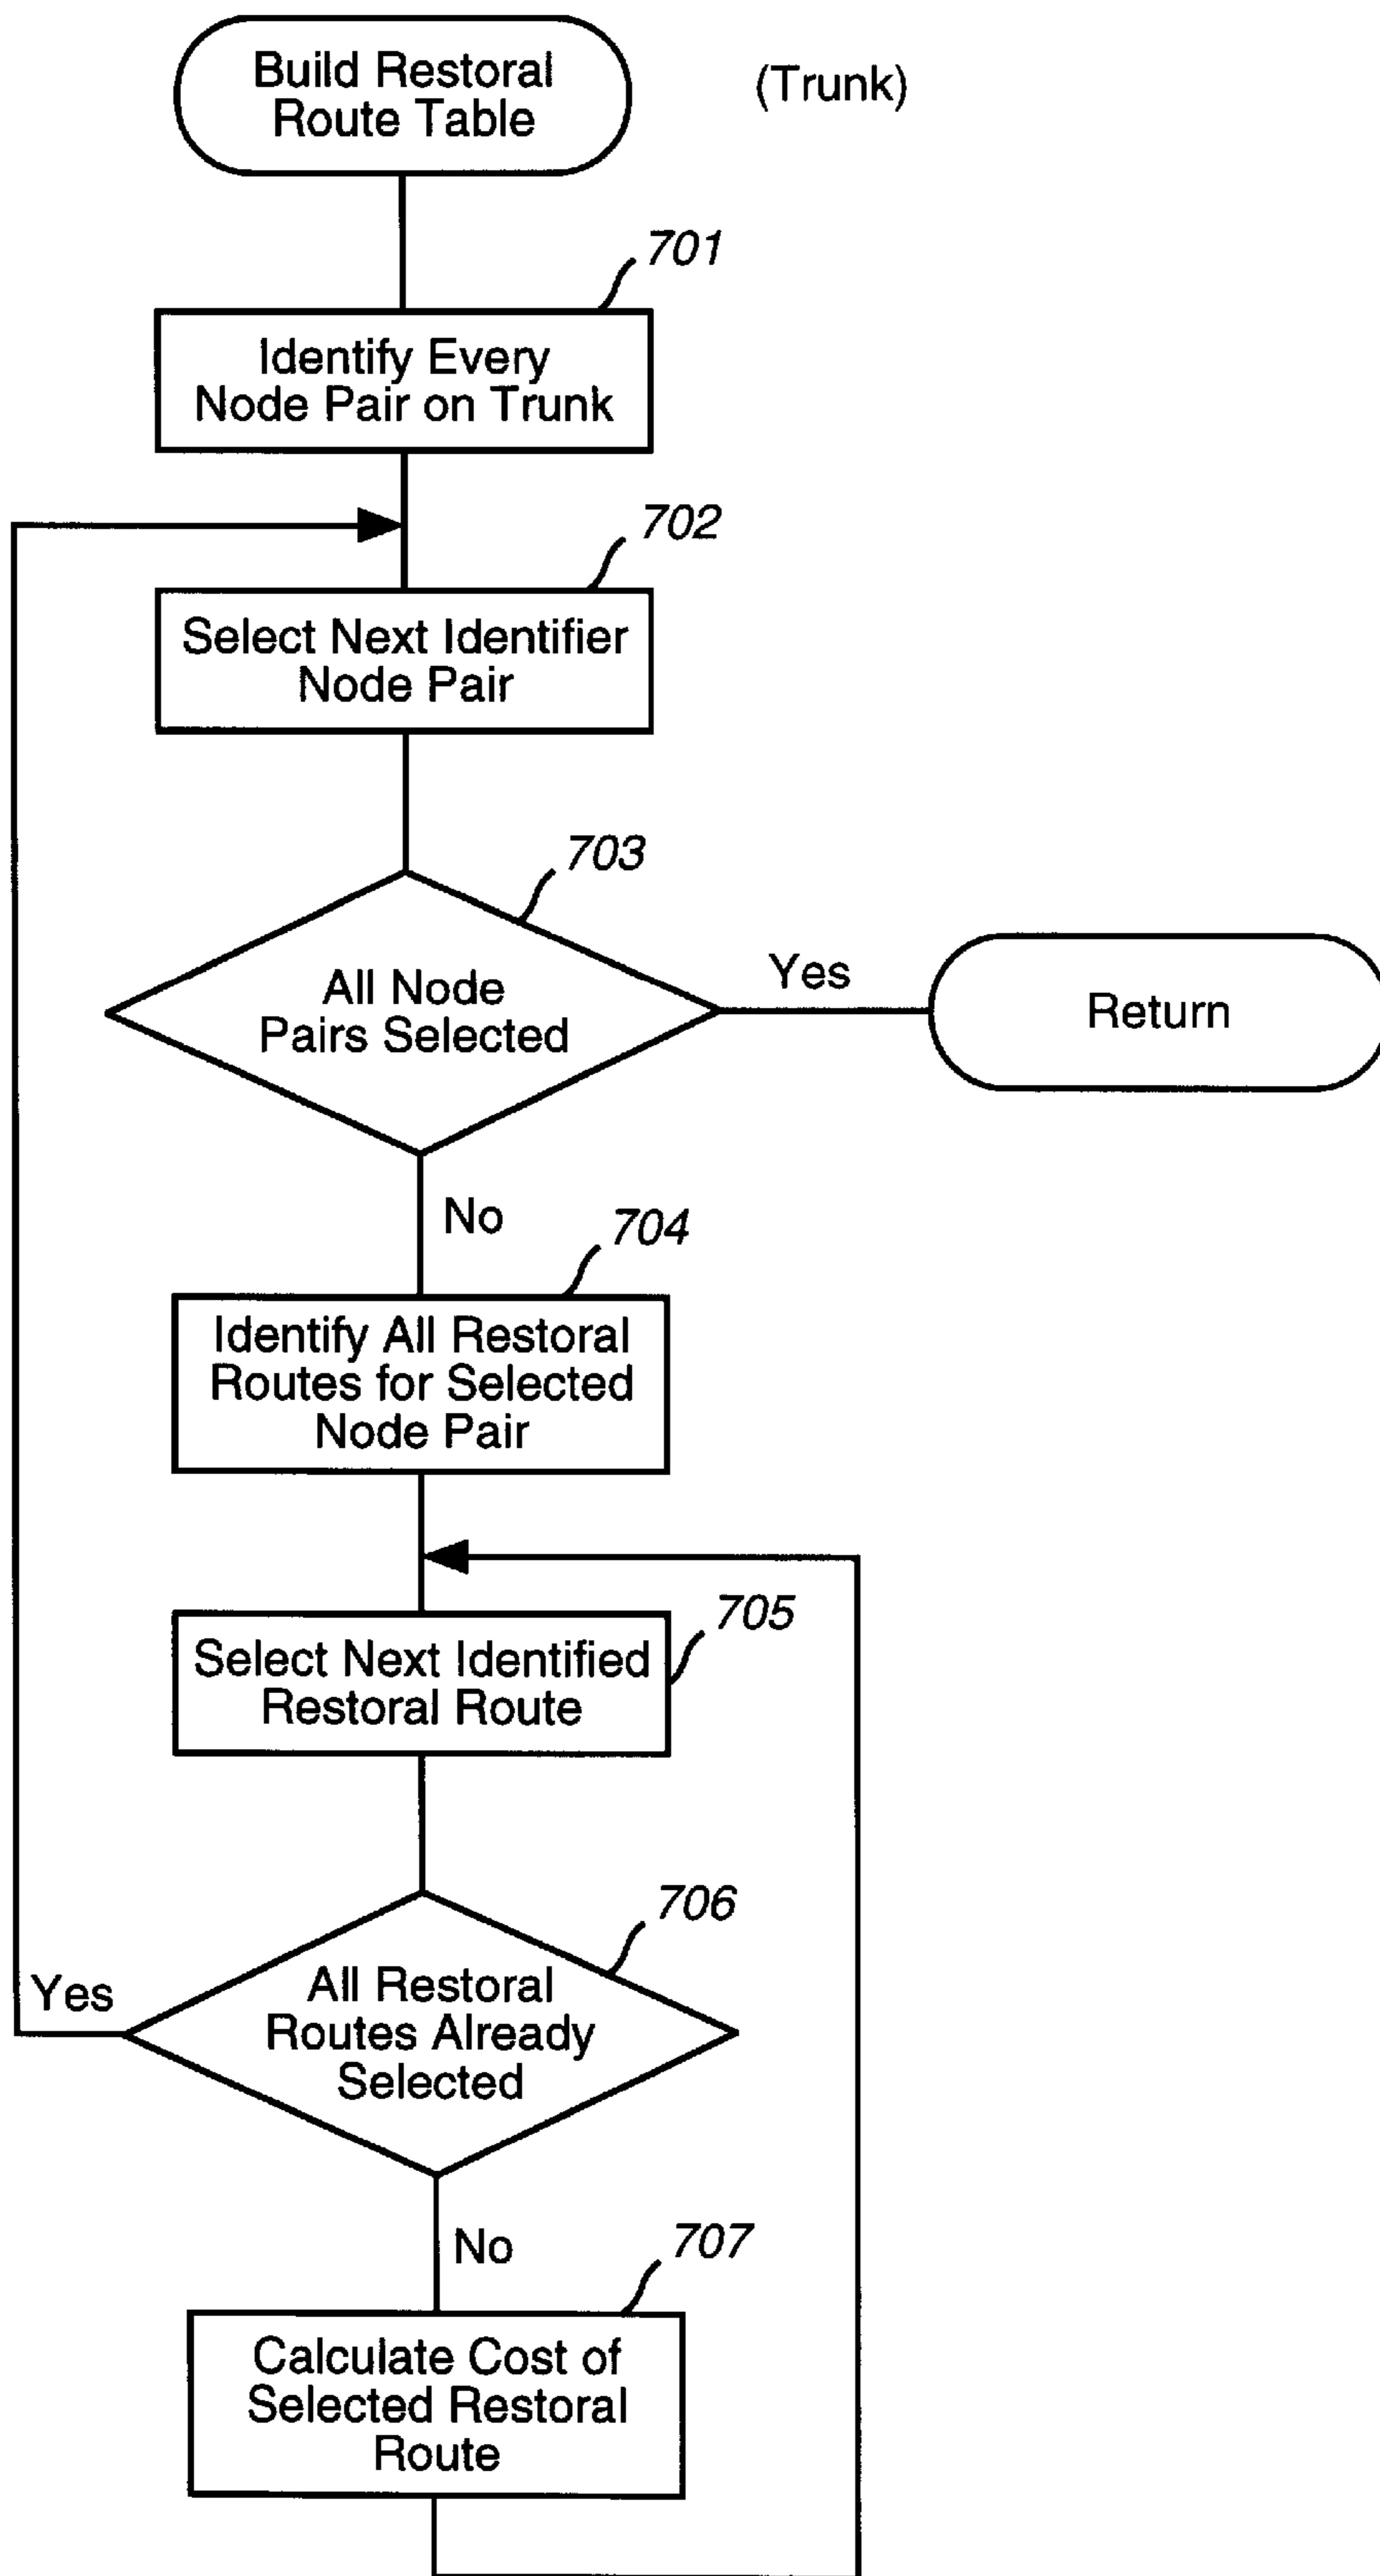 Build Restoral
Route Table
(Trunk)
701
Identify Every
Node Pair on Trunk
702
Select Next Identifier
Node Pair
703
All Node
Pairs Selected
Yes
Return
No
704
Identify All Restoral
Routes for Selected
Node Pair
705
Select Next Identified
Restoral Route
706
All Restoral
Routes Already
Selected
Yes
No
707
Calculate Cost of
Selected Restoral
Route